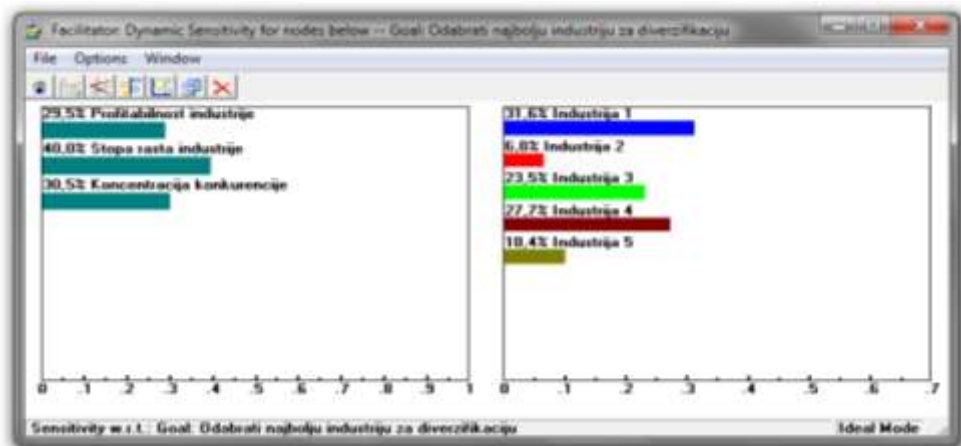 Facilitator: Dynamic Sensitivity for nodes below -- Goal: Odabrati najbolju industriju za diverzifikaciju
File Options Window
29,5% Profitabilnost industrije
40,0% Stopa rasta industrije
30,5% Koncentracija konkurencije
0 .1 .2 .3 .4 .5 .6 .7 .8 .9 1
31,6% Industrija 1
6,8% Industrija 2
23,5% Industrija 3
27,7% Industrija 4
10,4% Industrija 5
0 .1 .2 .3 .4 .5 .6 .7
Sensitivity w.r.t.: Goal: Odabrati najbolju industriju za diverzifikaciju
Ideal Mode